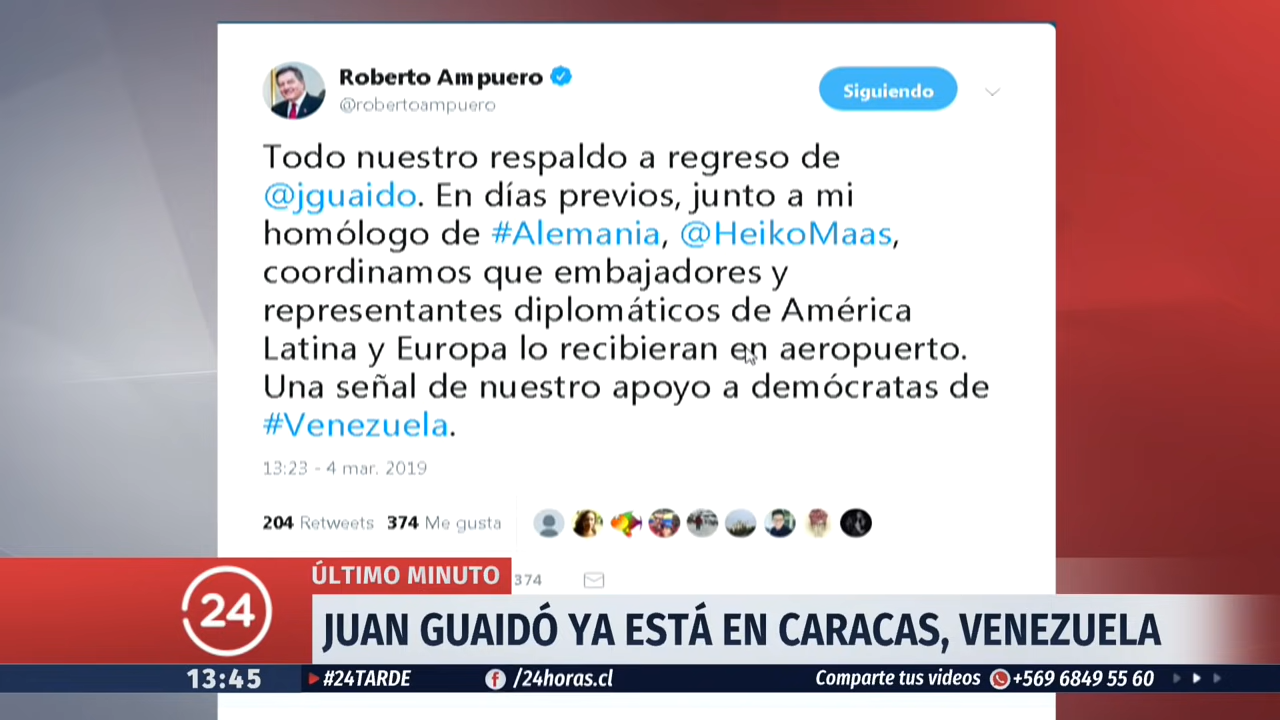 Roberto Ampuero
@robertoampuero
Siguiendo
Todo nuestro respaldo a regreso de
@jguaido. En días previos, junto a mi
homólogo de #Alemania, @HeikoMaas,
coordinamos que embajadores y
representantes diplomáticos de América
Latina y Europa lo recibieran en aeropuerto.
Una señal de nuestro apoyo a demócratas de
#Venezuela.
13:23 - 4 mar. 2019
204 Retweets 374 Me gusta
374
24
ÚLTIMO MINUTO
JUAN GUAIDÓ YA ESTÁ EN CARACAS, VENEZUELA
13:45 #24TARDE /24horas.cl Comparte tus videos +569 6849 55 60